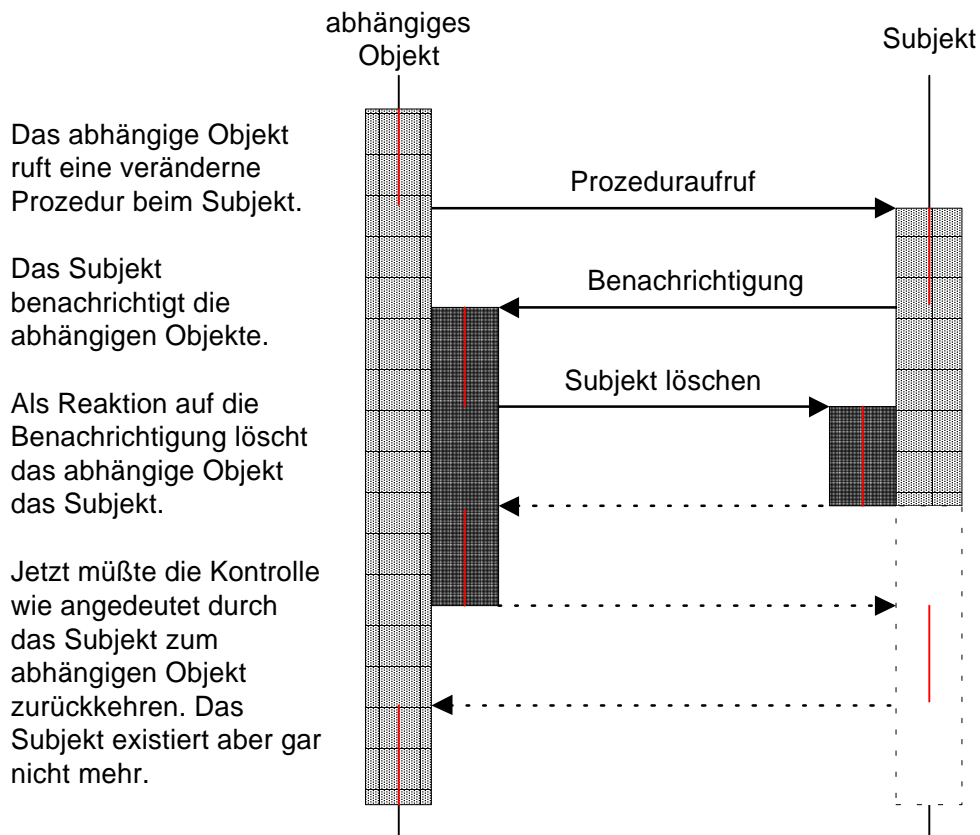 abhängiges
Objekt
Subjekt
Das abhängige Objekt
ruft eine veränderne
Prozedur beim Subjekt.
Prozeduraufruf
Das Subjekt
benachrichtigt die
abhängigen Objekte.
Benachrichtigung
Als Reaktion auf die
Benachrichtigung löscht
das abhängige Objekt
das Subjekt.
Subjekt löschen
Jetzt müßte die Kontrolle
wie angedeutet durch
das Subjekt zum
abhängigen Objekt
zurückkehren. Das
Subjekt existiert aber gar
nicht mehr.